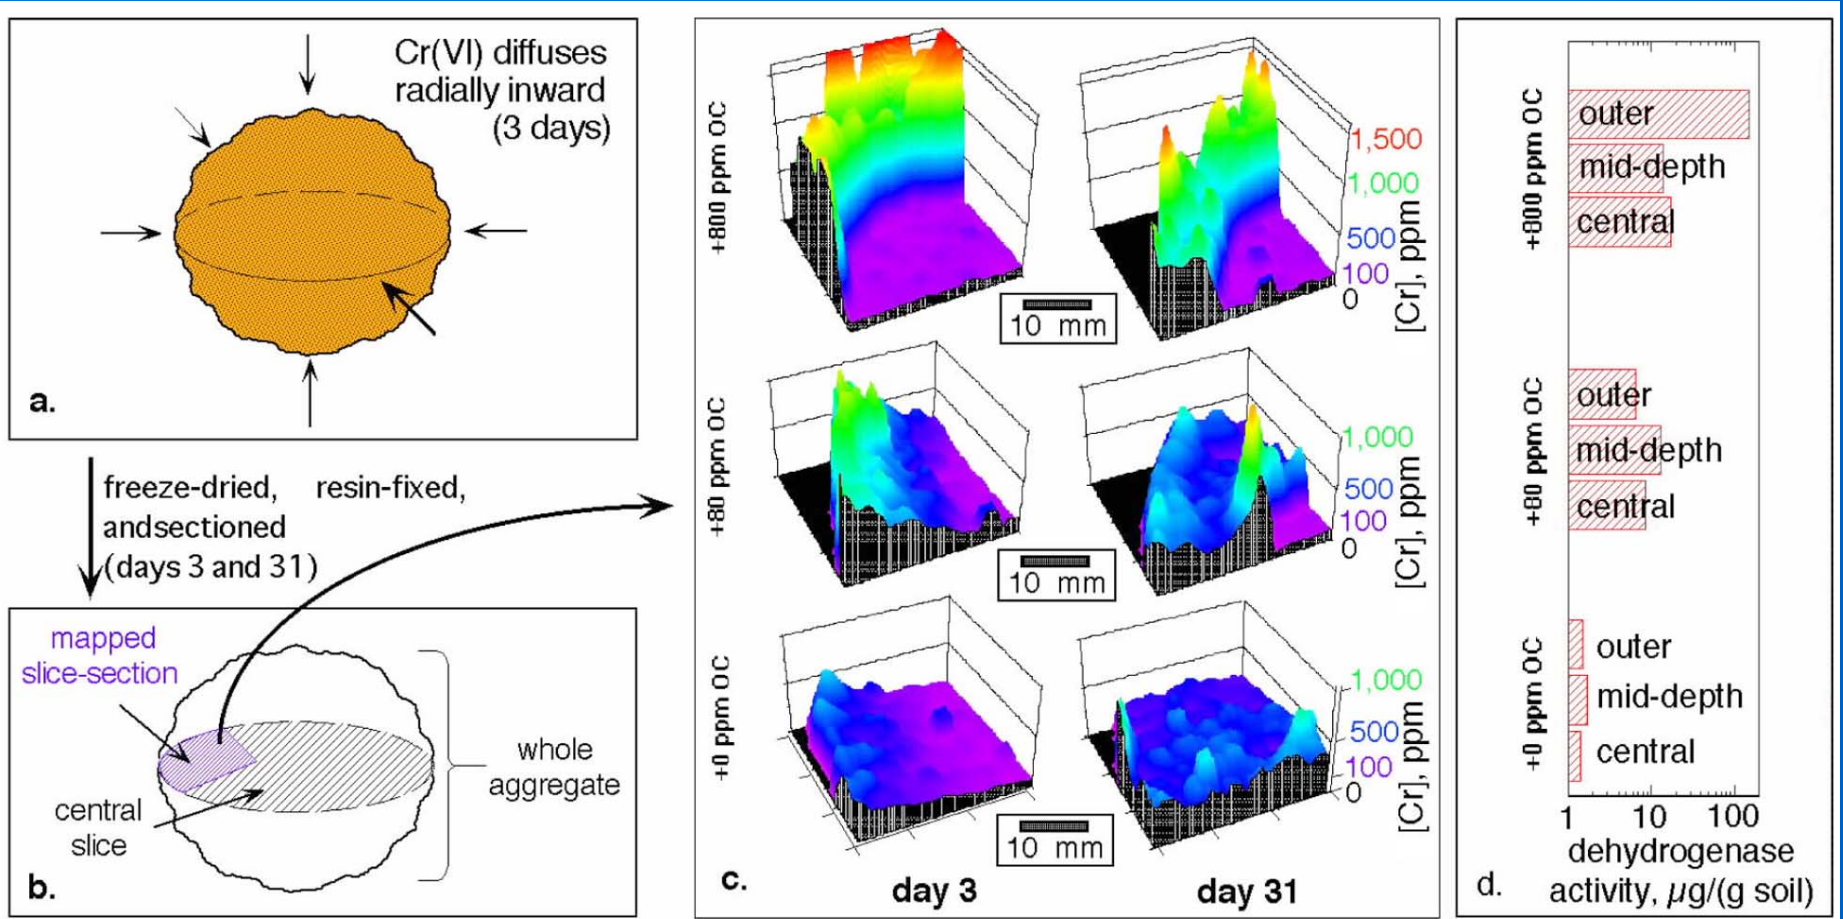 Cr(VI) diffuses
radially inward
(3 days)
a.
freeze-dried, resin-fixed,
andsectioned
(days 3 and 31)
mapped
slice-section
central
slice
whole
aggregate
b.
+800 ppm OC
1,500
1,000
500
100
0
[Cr], ppm
10 mm
+80 ppm OC
1,000
500
100
0
[Cr], ppm
10 mm
+0 ppm OC
1,000
500
100
0
[Cr], ppm
10 mm
c.
day 3
day 31
+800 ppm OC
outer
mid-depth
central
+80 ppm OC
outer
mid-depth
central
+0 ppm OC
outer
mid-depth
central
1 10 100
dehydrogenase
activity, µg/(g soil)
d.